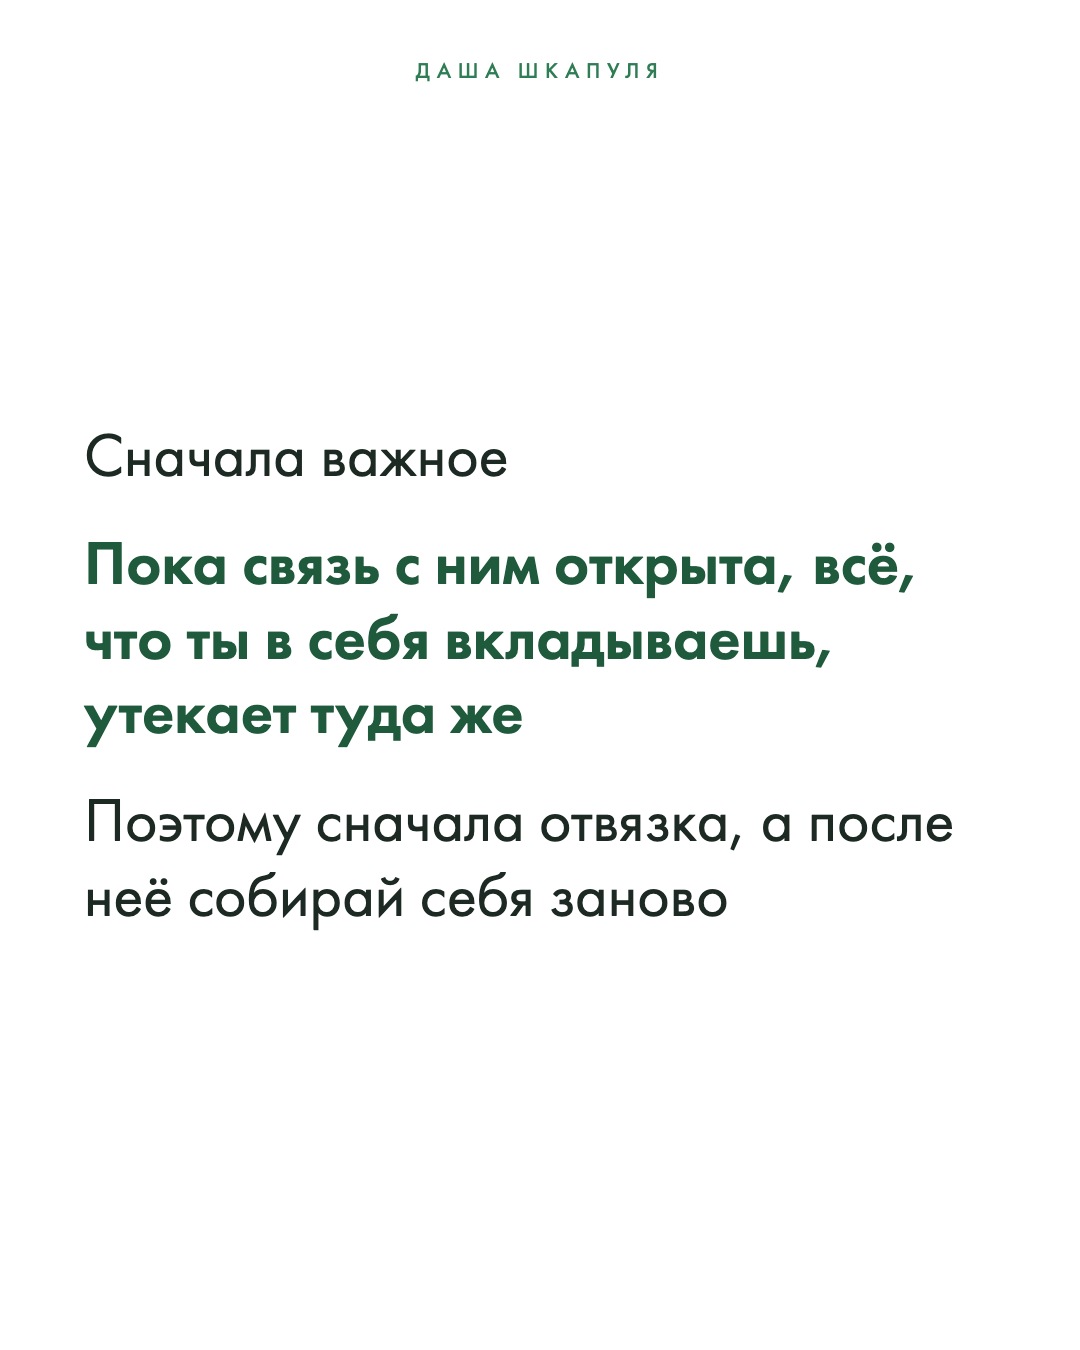 ДАША ШКАПУЛЯ
Сначала важное
Пока связь с ним открыта, всё,
что ты в себя вкладываешь,
утекает туда же
Поэтому сначала отвязка, а после
неё собирай себя заново